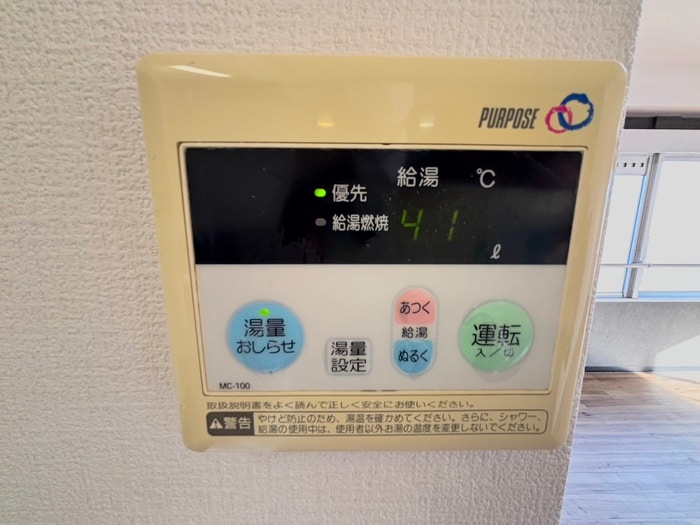 PURPOSE
給湯 ℃
優先
給湯燃焼 41
ℓ
湯量
おしらせ
湯量
設定
あつく
給湯
ぬるく
運転
入／切
MC-100
取扱説明書をよく読んで正しく安全にお使いください。
警告 やけど防止のため、湯温を確かめてください。さらに、シャワー、
給湯の使用中は、使用者以外お湯の温度を変更しないでください。